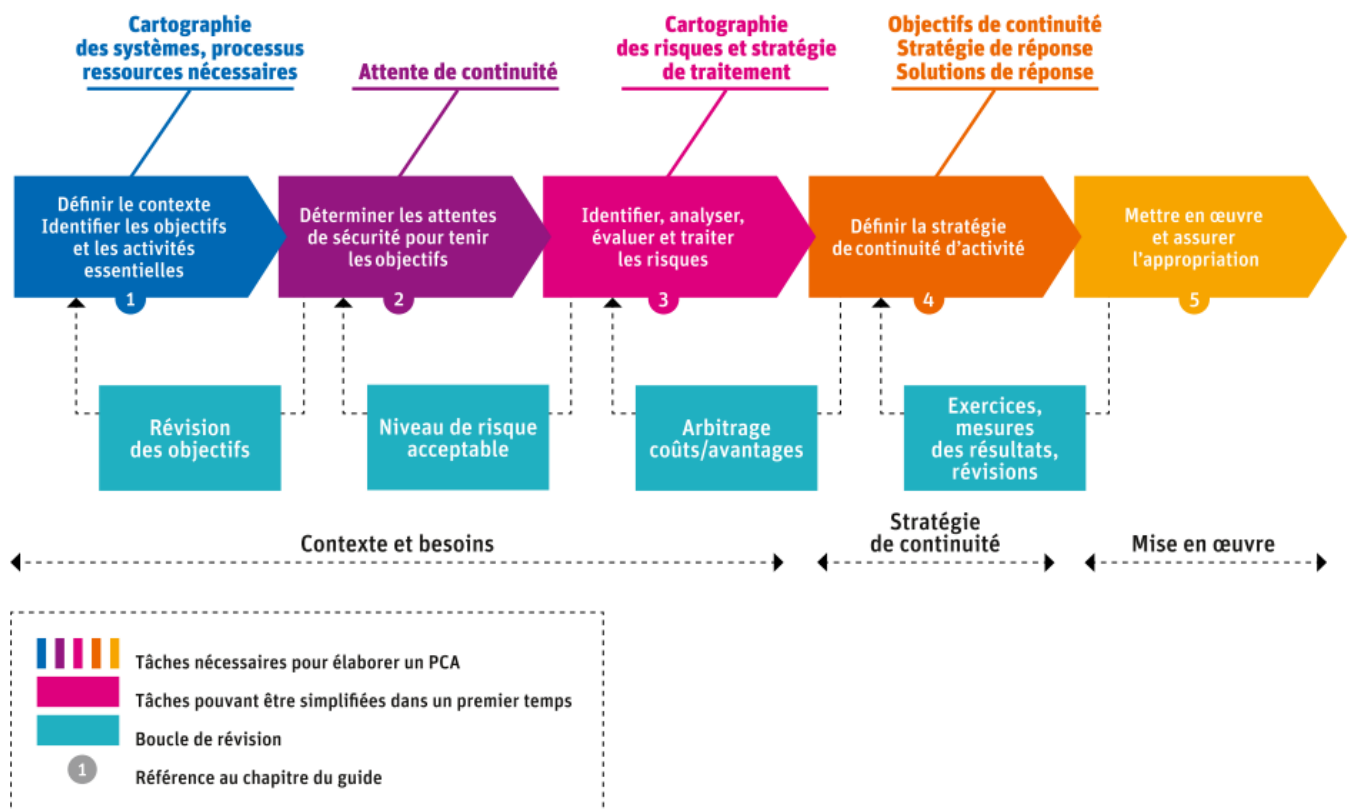 Cartographie
des systèmes, processus
ressources nécessaires
Attente de continuité
Cartographie
des risques et stratégie
de traitement
Objectifs de continuité
Stratégie de réponse
Solutions de réponse
Définir le contexte
Identifier les objectifs
et les activités
essentielles
1
Déterminer les attentes
de sécurité pour tenir
les objectifs
2
Identifier, analyser,
évaluer et traiter
les risques
3
Définir la stratégie
de continuité d'activité
4
Mettre en œuvre
et assurer
l'appropriation
5
Révision
des objectifs
Niveau de risque
acceptable
Arbitrage
coûts/avantages
Exercices,
mesures
des résultats,
révisions
Contexte et besoins
Stratégie
de continuité
Mise en œuvre
Tâches nécessaires pour élaborer un PCA
Tâches pouvant être simplifiées dans un premier temps
Boucle de révision
1 Référence au chapitre du guide